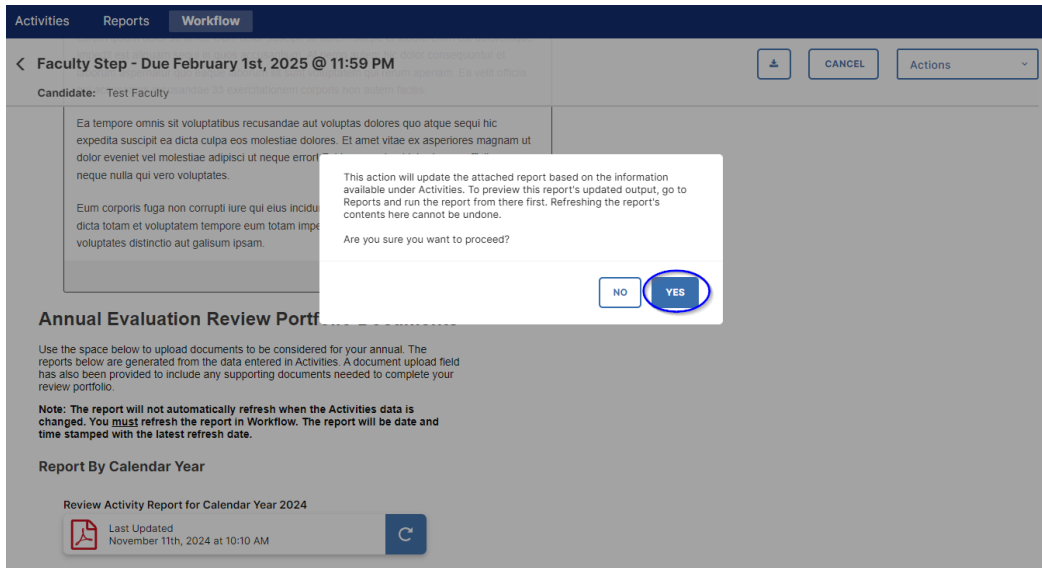 Activities Reports Workflow
Faculty Step - Due February 1st, 2025 @ 11:59 PM
Candidate: Test Faculty
CANCEL
Actions
Ea tempore omnis sit voluptatibus recusandae aut voluptas dolores quo atque sequi hic
expedita suscipit ea dicta culpa eos molestiae dolores. Et amet vitae ex asperiores magnam ut
dolor eveniet vel molestiae adipisci ut neque error!
neque nulla qui vero voluptates.
Eum corporis fuga non corrupti iure qui eius
dicta totam et voluptatem tempore eum totam
voluptates distinctio aut galisum ipsam.
This action will update the attached report based on the information
available under Activities. To preview this report's updated output, go to
Reports and run the report from there first. Refreshing the report's
contents here cannot be undone.
Are you sure you want to proceed?
NO YES
Annual Evaluation Review
Use the space below to upload documents to be considered for your annual. The
reports below are generated from the data entered in Activities. A document upload field
has also been provided to include any supporting documents needed to complete your
review portfolio.
Note: The report will not automatically refresh when the Activities data is
changed. You must refresh the report in Workflow. The report will be date and
time stamped with the latest refresh date.
Report By Calendar Year
Review Activity Report for Calendar Year 2024
Last Updated
November 11th, 2024 at 10:10 AM